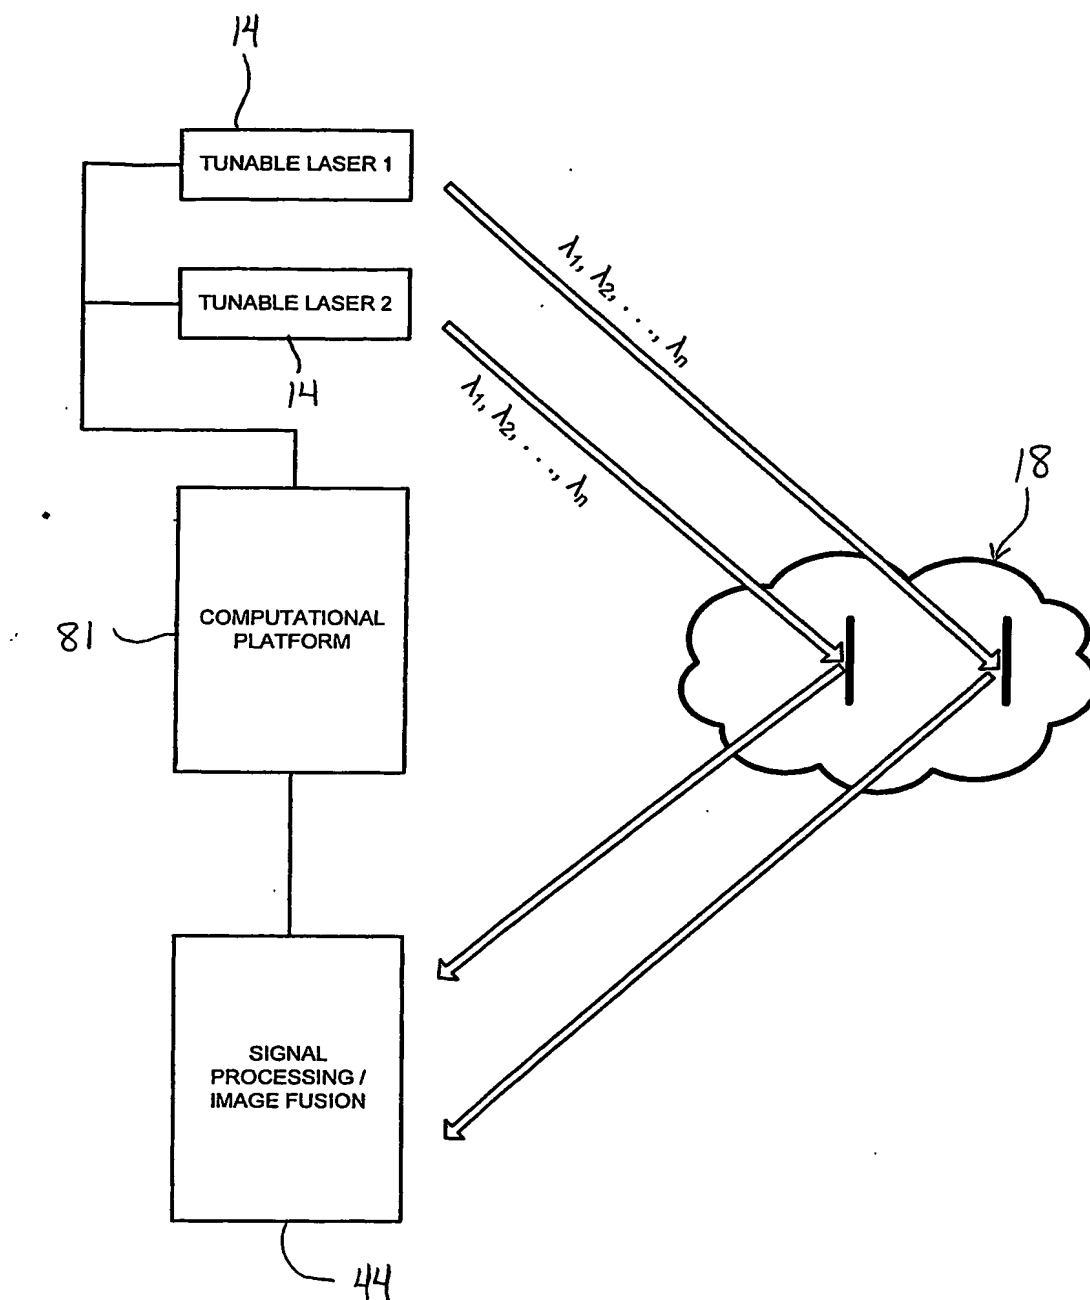 14
TUNABLE LASER 1
λ1, λ2, . . ., λn
TUNABLE LASER 2
14
λ1, λ2, . . ., λn
18
COMPUTATIONAL
PLATFORM
81
SIGNAL
PROCESSING /
IMAGE FUSION
44